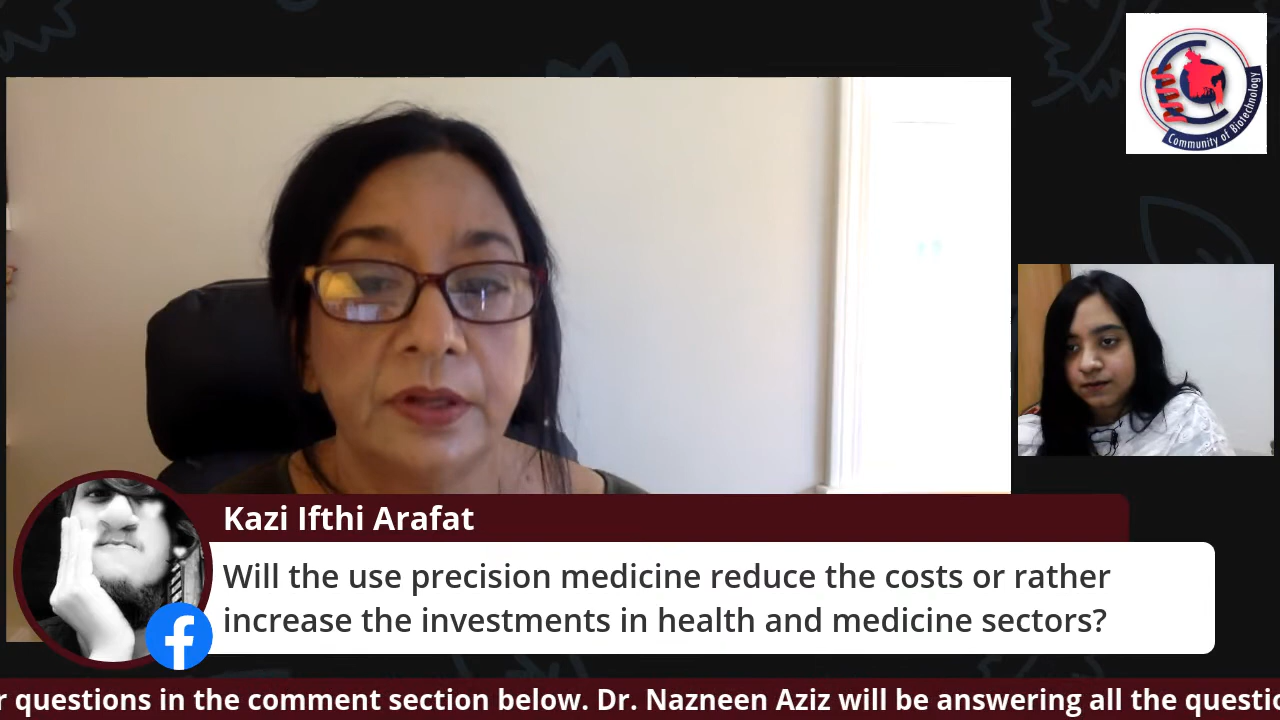 Community of Biotechnology
Kazi Ifthi Arafat
Will the use precision medicine reduce the costs or rather
increase the investments in health and medicine sectors?
r questions in the comment section below. Dr. Nazneen Aziz will be answering all the questio